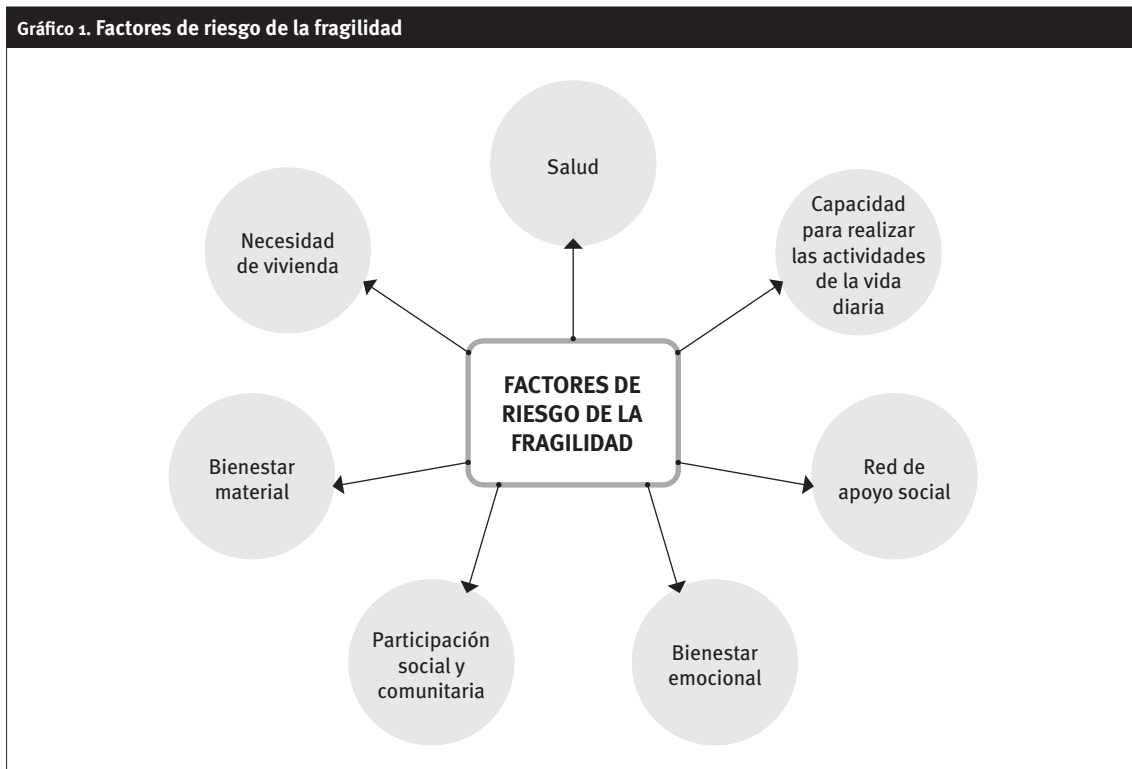 Gráfico 1. Factores de riesgo de la fragilidad
Salud
Capacidad
para realizar
las actividades
de la vida
diaria
Necesidad
de vivienda
FACTORES DE
RIESGO DE LA
FRAGILIDAD
Bienestar
material
Red de
apoyo social
Participación
social y
comunitaria
Bienestar
emocional